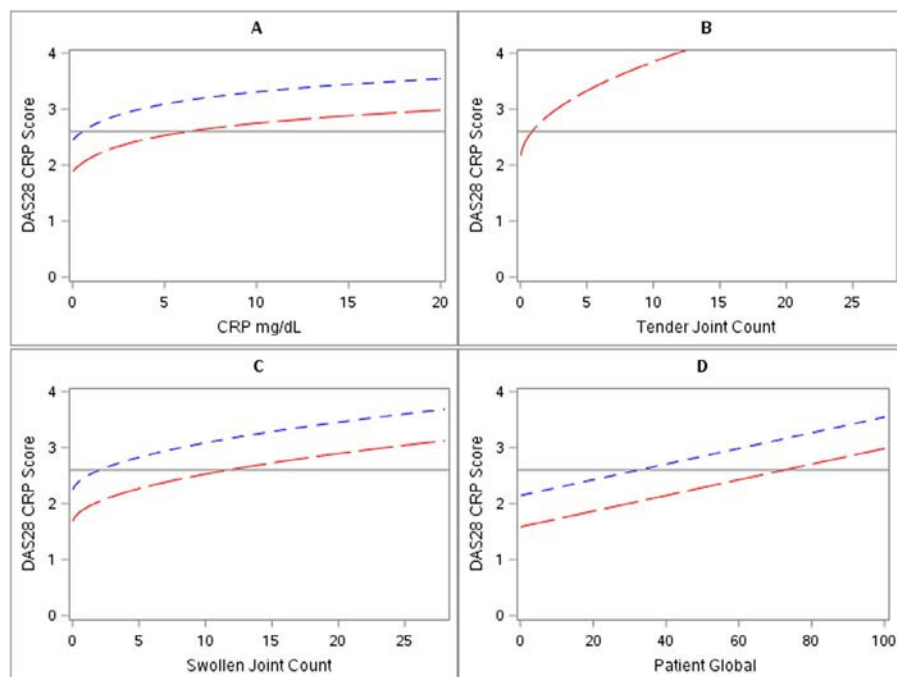 A
DAS28 CRP Score
4
3
2
1
0
0 5 10 15 20
CRP mg/dL
B
DAS28 CRP Score
4
3
2
1
0
0 5 10 15 20 25
Tender Joint Count
C
DAS28 CRP Score
4
3
2
1
0
0 5 10 15 20 25
Swollen Joint Count
D
DAS28 CRP Score
4
3
2
1
0
0 20 40 60 80 100
Patient Global